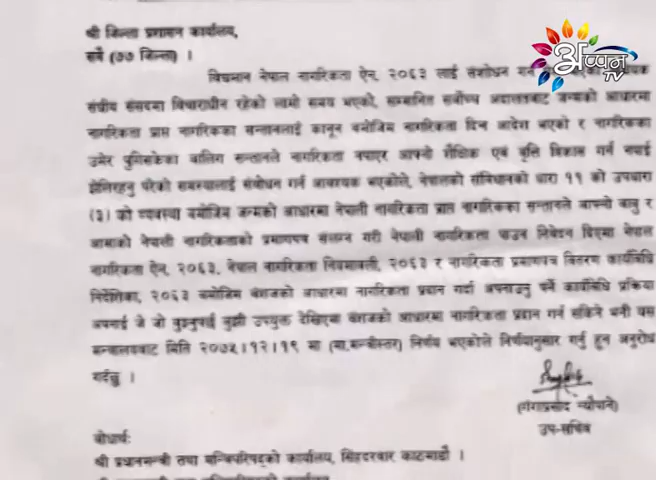 श्री जिल्ला प्रशासन कार्यालय,
सबै (७७ जिल्ला) ।
अप्पन
TV
विद्यमान नेपाल नागरिकता ऐन, २०६३ लाई संशोधन गर्न
संघीय संसदमा विचाराधीन रहेको लामो समय भएको, सम्मानित सर्वोच्च अदालतबाट जन्मको आधारमा
नागरिकता प्राप्त नागरिकका सन्तानलाई कानून बमोजिम नागरिकता दिन आदेश भएको र नागरिकका
उमेर पुगिसकेका बालिग सन्तानले नागरिकता नपाएर आफ्नो शैक्षिक एवं वृत्ति विकास गर्न नपाई
झेलिरहनु परेको समस्यालाई संबोधन गर्न आवश्यक भएकोले, नेपालको संविधानको धारा ११ को उपधारा
(३) को व्यवस्था बमोजिम जन्मको आधारमा नेपाली नागरिकता प्राप्त नागरिकका सन्तानले आफ्नो बाबु र
आमाको नेपाली नागरिकताको प्रमाणपत्र संलग्न गरी नेपाली नागरिकता पाउन निवेदन दिएमा नेपाल
नागरिकता ऐन, २०६३, नेपाल नागरिकता नियमावली, २०६३ र नागरिकता प्रमाणपत्र वितरण कार्यविधि
निर्देशिका, २०६३ बमोजिम वंशजको आधारमा नागरिकता प्रदान गर्दा अपनाउनु पर्ने कार्यविधि प्रक्रिया
अपनाई जे जो बुझ्नुपर्छ बुझी उपयुक्त देखिएमा वंशजको आधारमा नागरिकता प्रदान गर्न सकिने भनी यस
मन्त्रालयबाट मिति २०७५।१२।१९ मा (मा.मन्त्रीस्तर) निर्णय भएकोले निर्णयानुसार गर्नु हुन अनुरोध
गर्दछु ।
(गंगाप्रसाद न्यौपाने)
उप-सचिव
बोधार्थ:
श्री प्रधानमन्त्री तथा मन्त्रिपरिषद्को कार्यालय, सिंहदरबार काठमाडौं ।